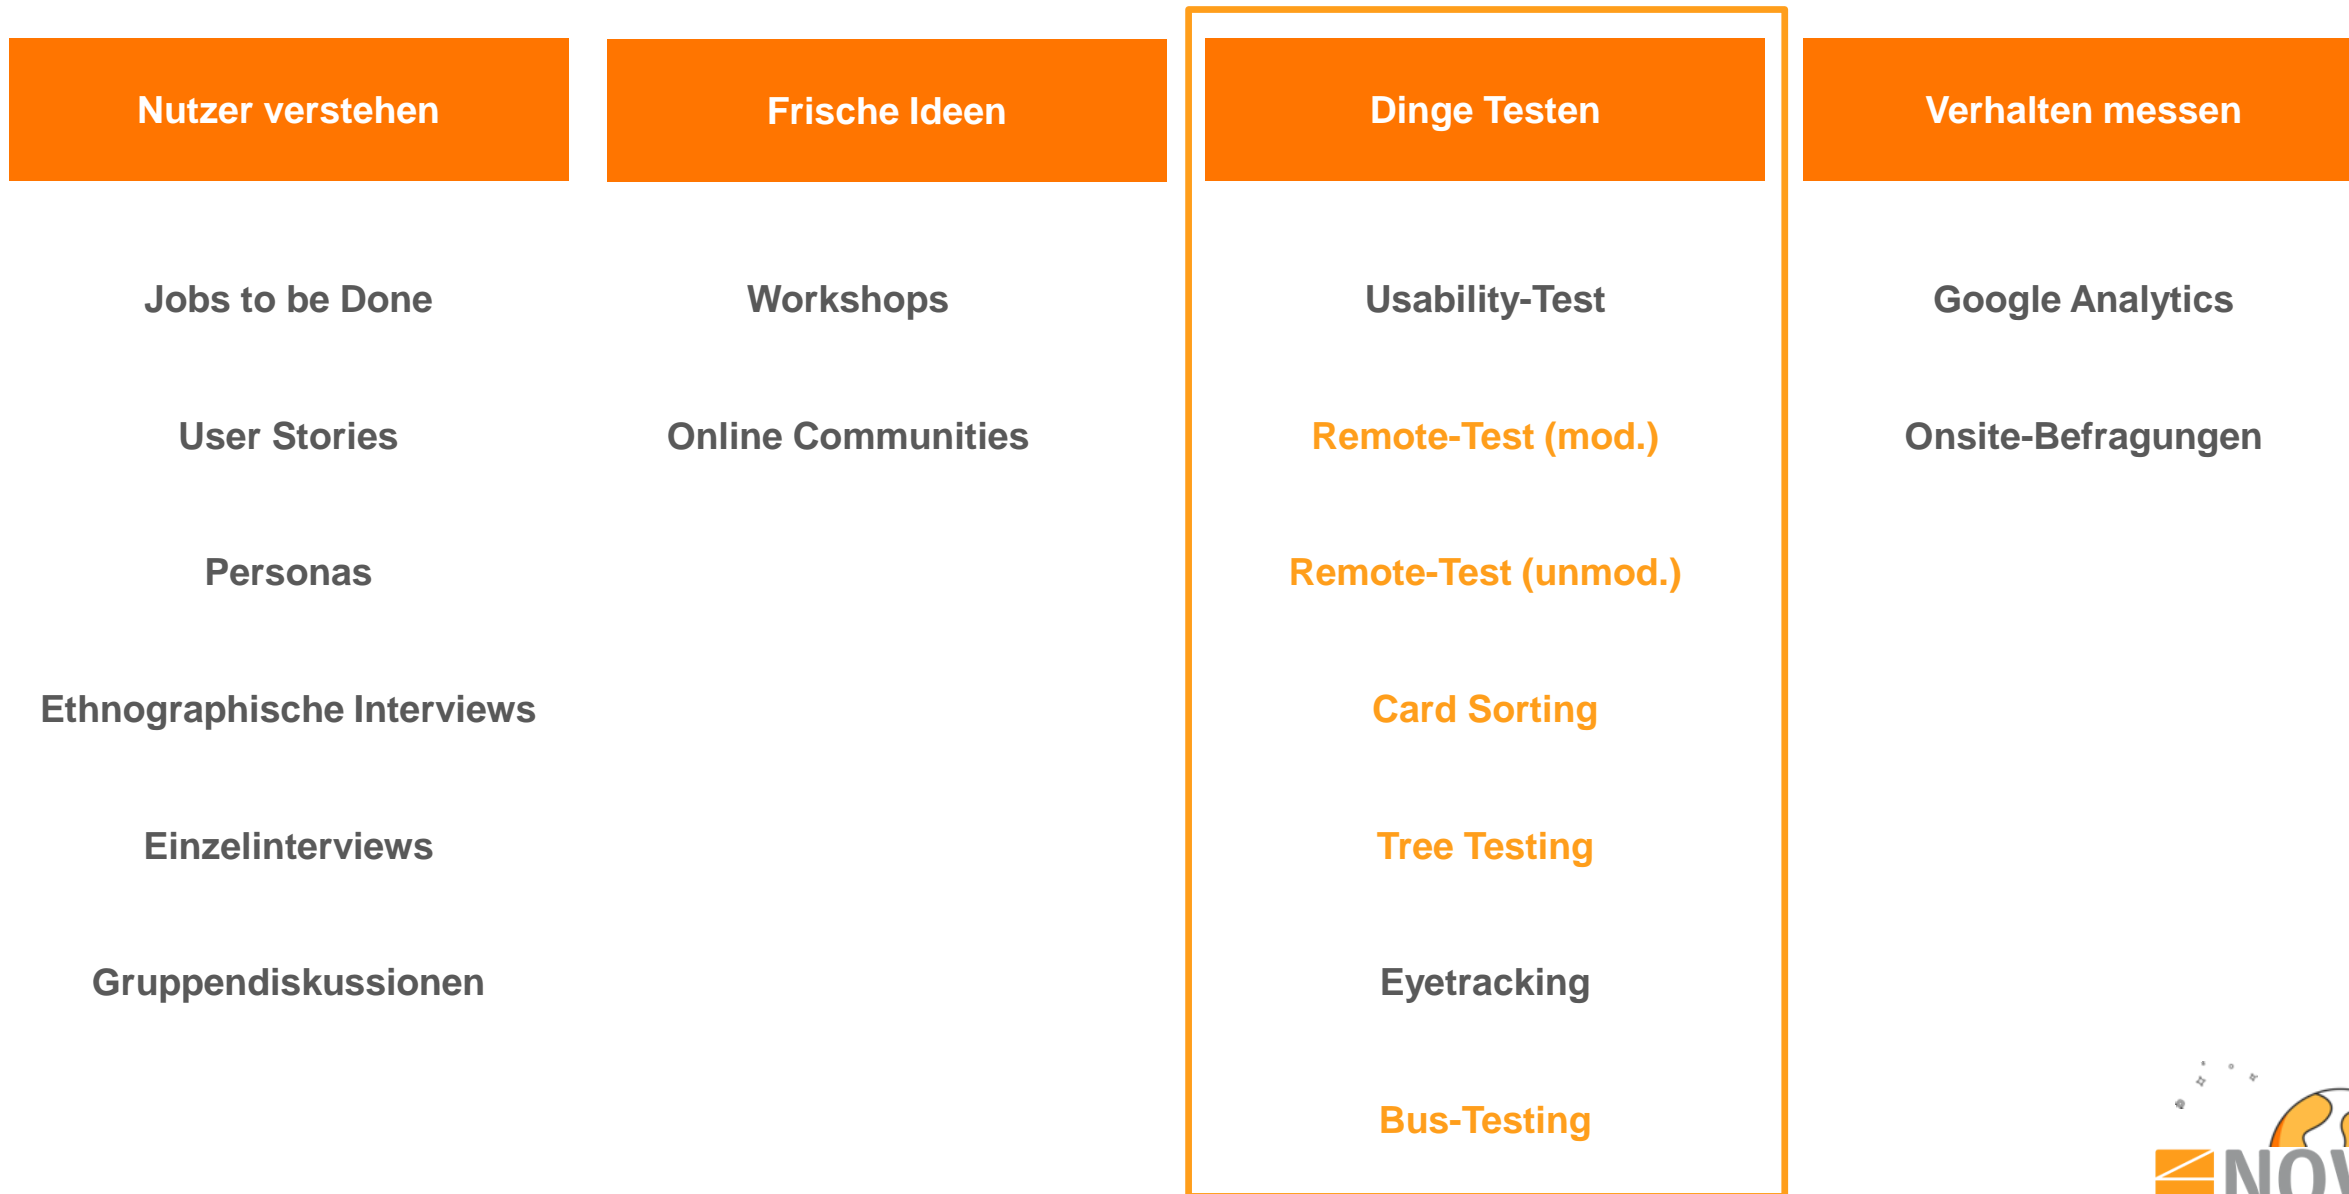 Nutzer verstehen
Frische Ideen
Dinge Testen
Verhalten messen
Jobs to be Done
Workshops
Usability-Test
Google Analytics
User Stories
Online Communities
Remote-Test (mod.)
Onsite-Befragungen
Personas
Remote-Test (unmod.)
Ethnographische Interviews
Card Sorting
Einzelinterviews
Tree Testing
Gruppendiskussionen
Eyetracking
Bus-Testing